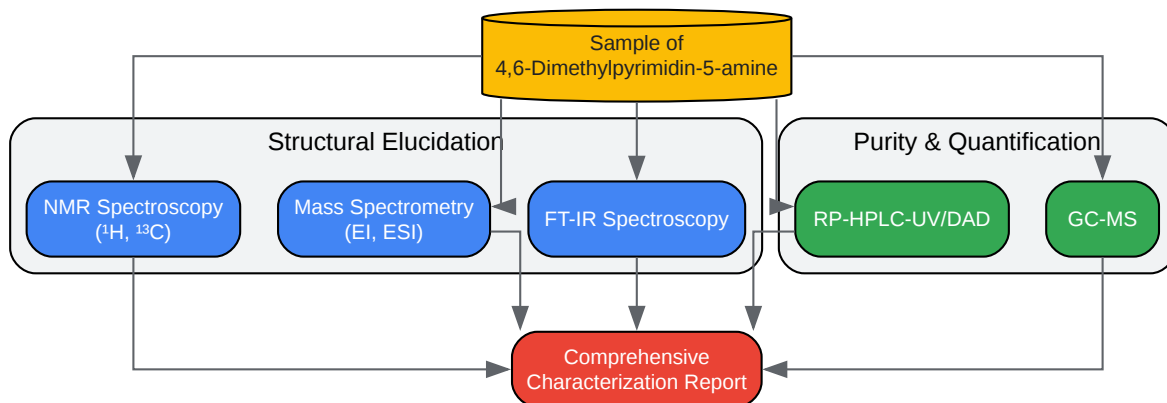 Sample of
4,6-Dimethylpyrimidin-5-amine
Structural Elucidation
Purity & Quantification
NMR Spectroscopy
(¹H, ¹³C)
Mass Spectrometry
(EI, ESI)
FT-IR Spectroscopy
RP-HPLC-UV/DAD
GC-MS
Comprehensive
Characterization Report